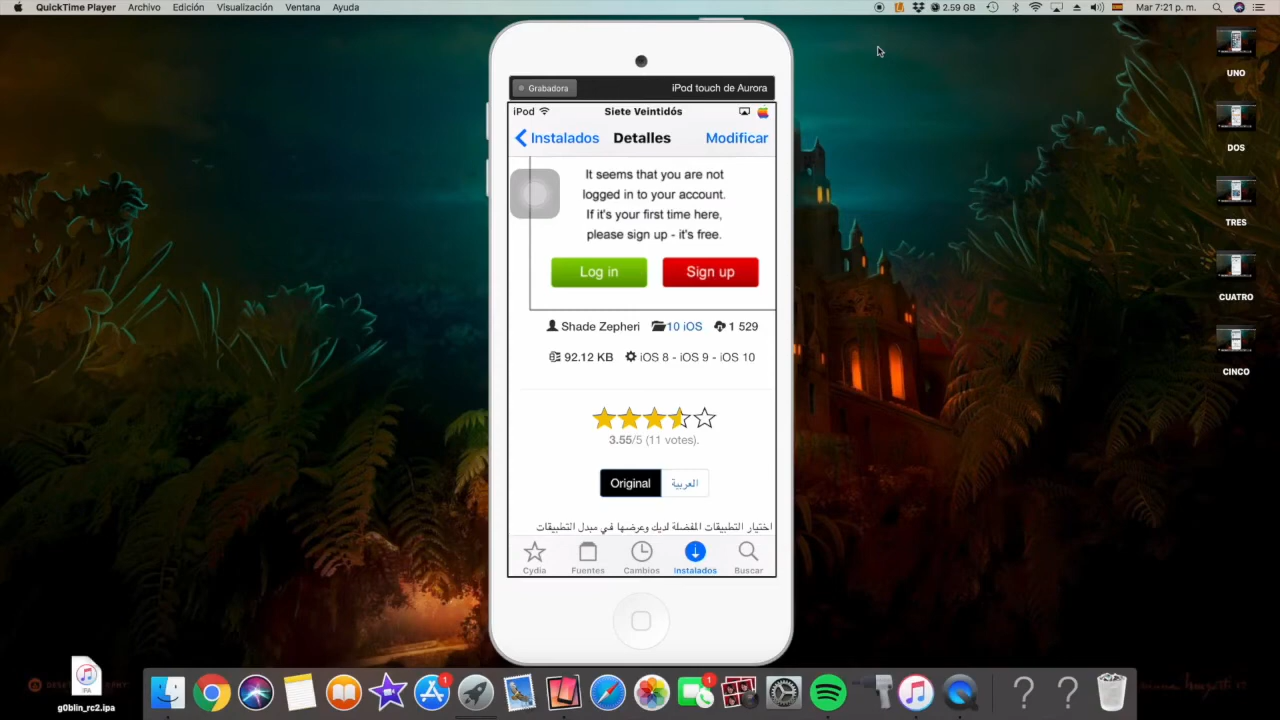 QuickTime Player Archivo Edición Visualización Ventana Ayuda 2.59 GB Mar 7:21 p. m.
Grabadora iPod touch de Aurora
iPod Siete Veintidós
Instalados Detalles Modificar
It seems that you are not
logged in to your account.
If it's your first time here,
please sign up - it's free.
Log in Sign up
Shade Zepheri 10 iOS 1 529
92.12 KB iOS 8 - iOS 9 - iOS 10
3.55/5 (11 votes).
Original العربية
اختيار التطبيقات المفضلة لديك وعرضها في مبدل التطبيقات
Cydia Fuentes Cambios Instalados Buscar
UNO
DOS
TRES
CUATRO
CINCO
IPA
g0blin_rc2.ipa
1
1